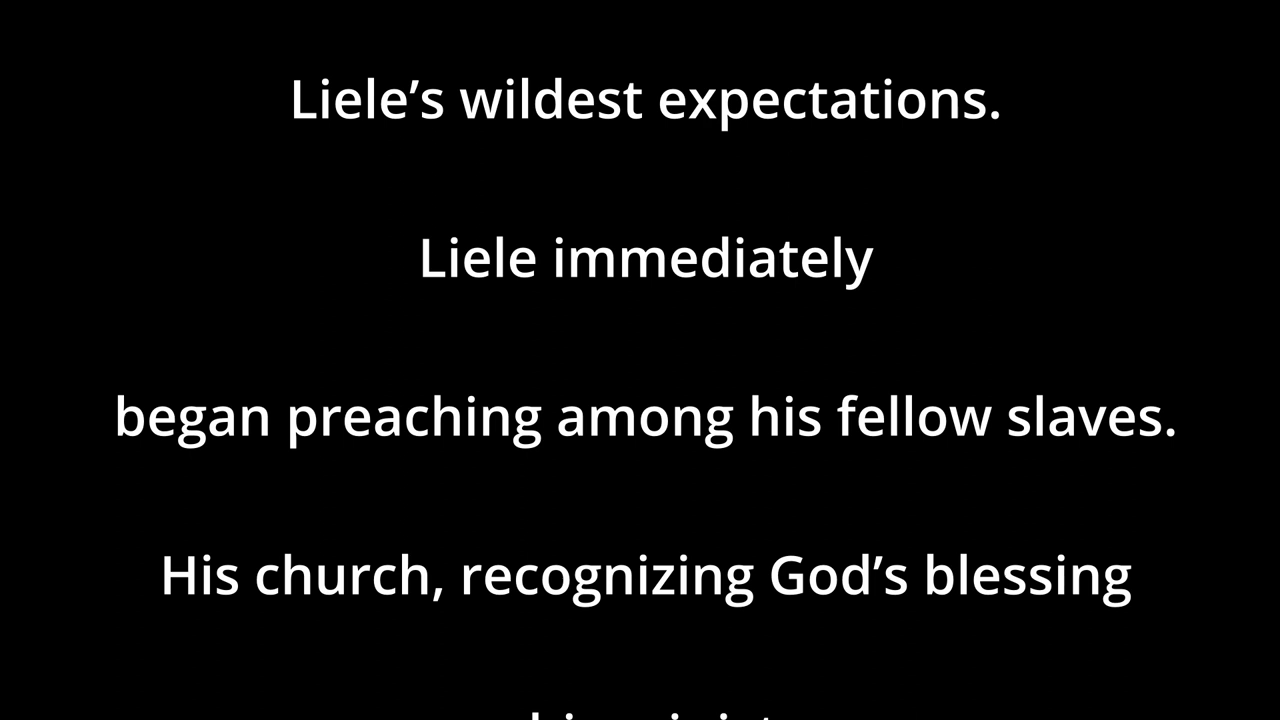 Liele’s wildest expectations.
Liele immediately
began preaching among his fellow slaves.
His church, recognizing God’s blessing